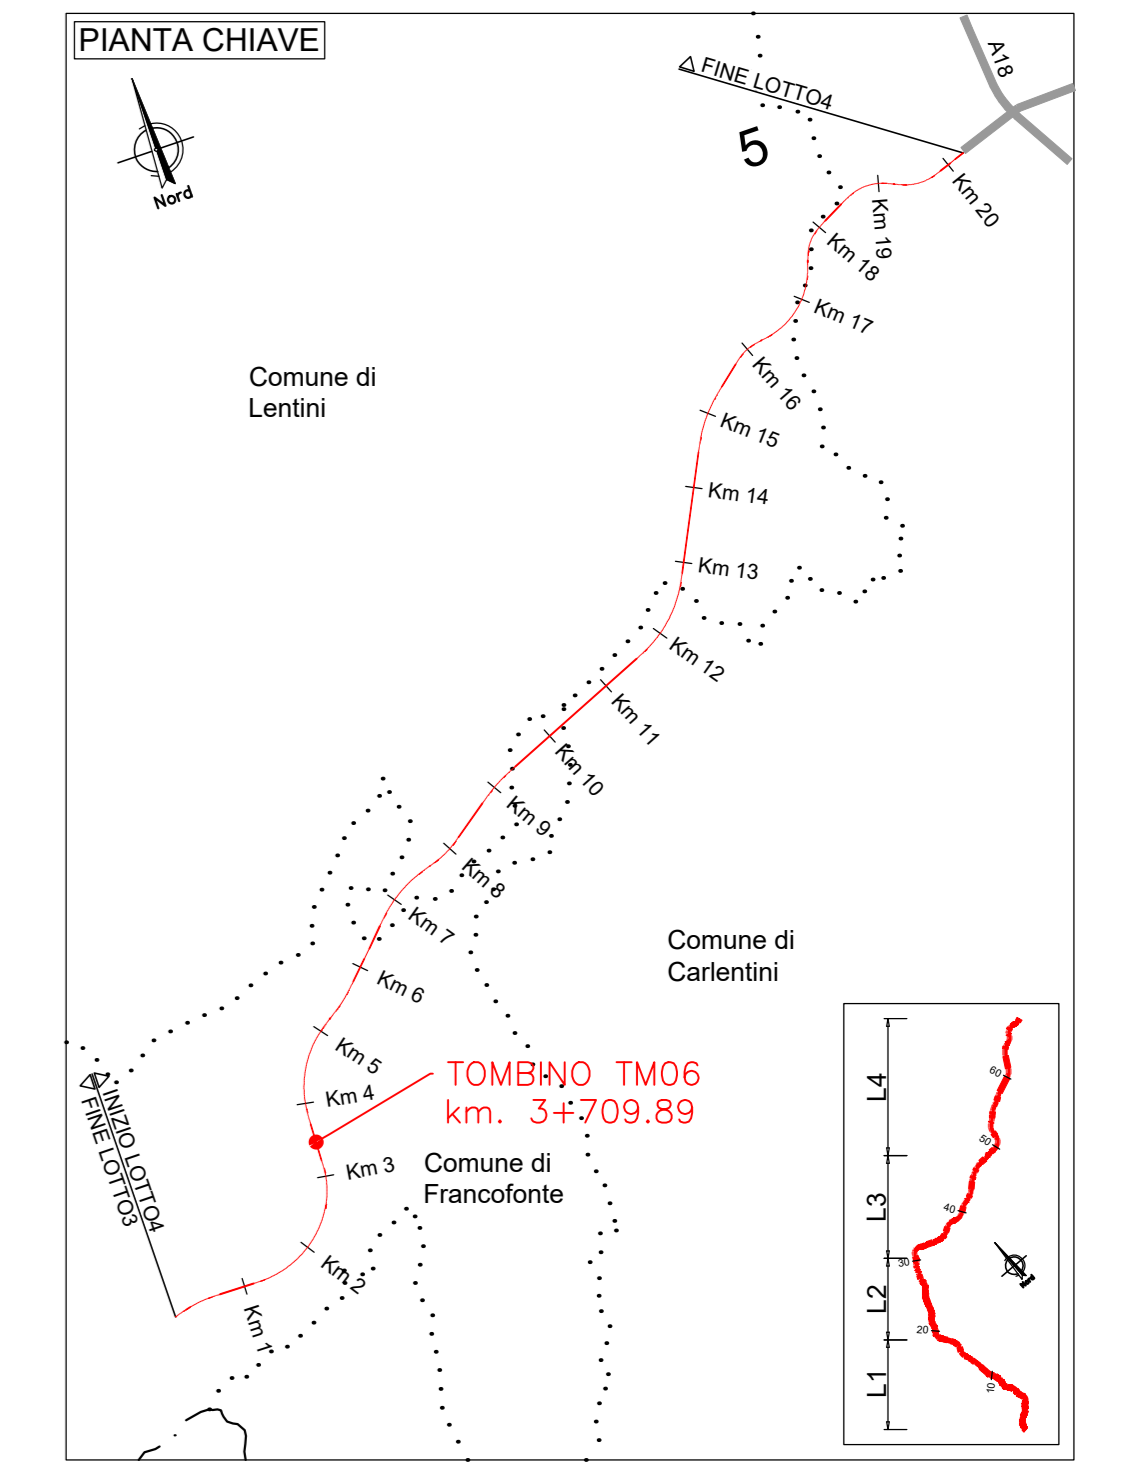 PIANTA CHIAVE
Nord
FINE LOTTO4
A18
5
Km 20
Km 19
Km 18
Km 17
Km 16
Km 15
Km 14
Km 13
Km 12
Km 11
Km 10
Km 9
Km 8
Km 7
Km 6
Km 5
Km 4
Km 3
Km 2
Km 1
Comune di
Lentini
Comune di
Carlentini
TOMBINO TM06
km. 3+709.89
Comune di
Francofonte
INIZIO LOTTO4
FINE LOTTO3
L4
L3
L2
L1
60
50
40
30
20
10
Nord